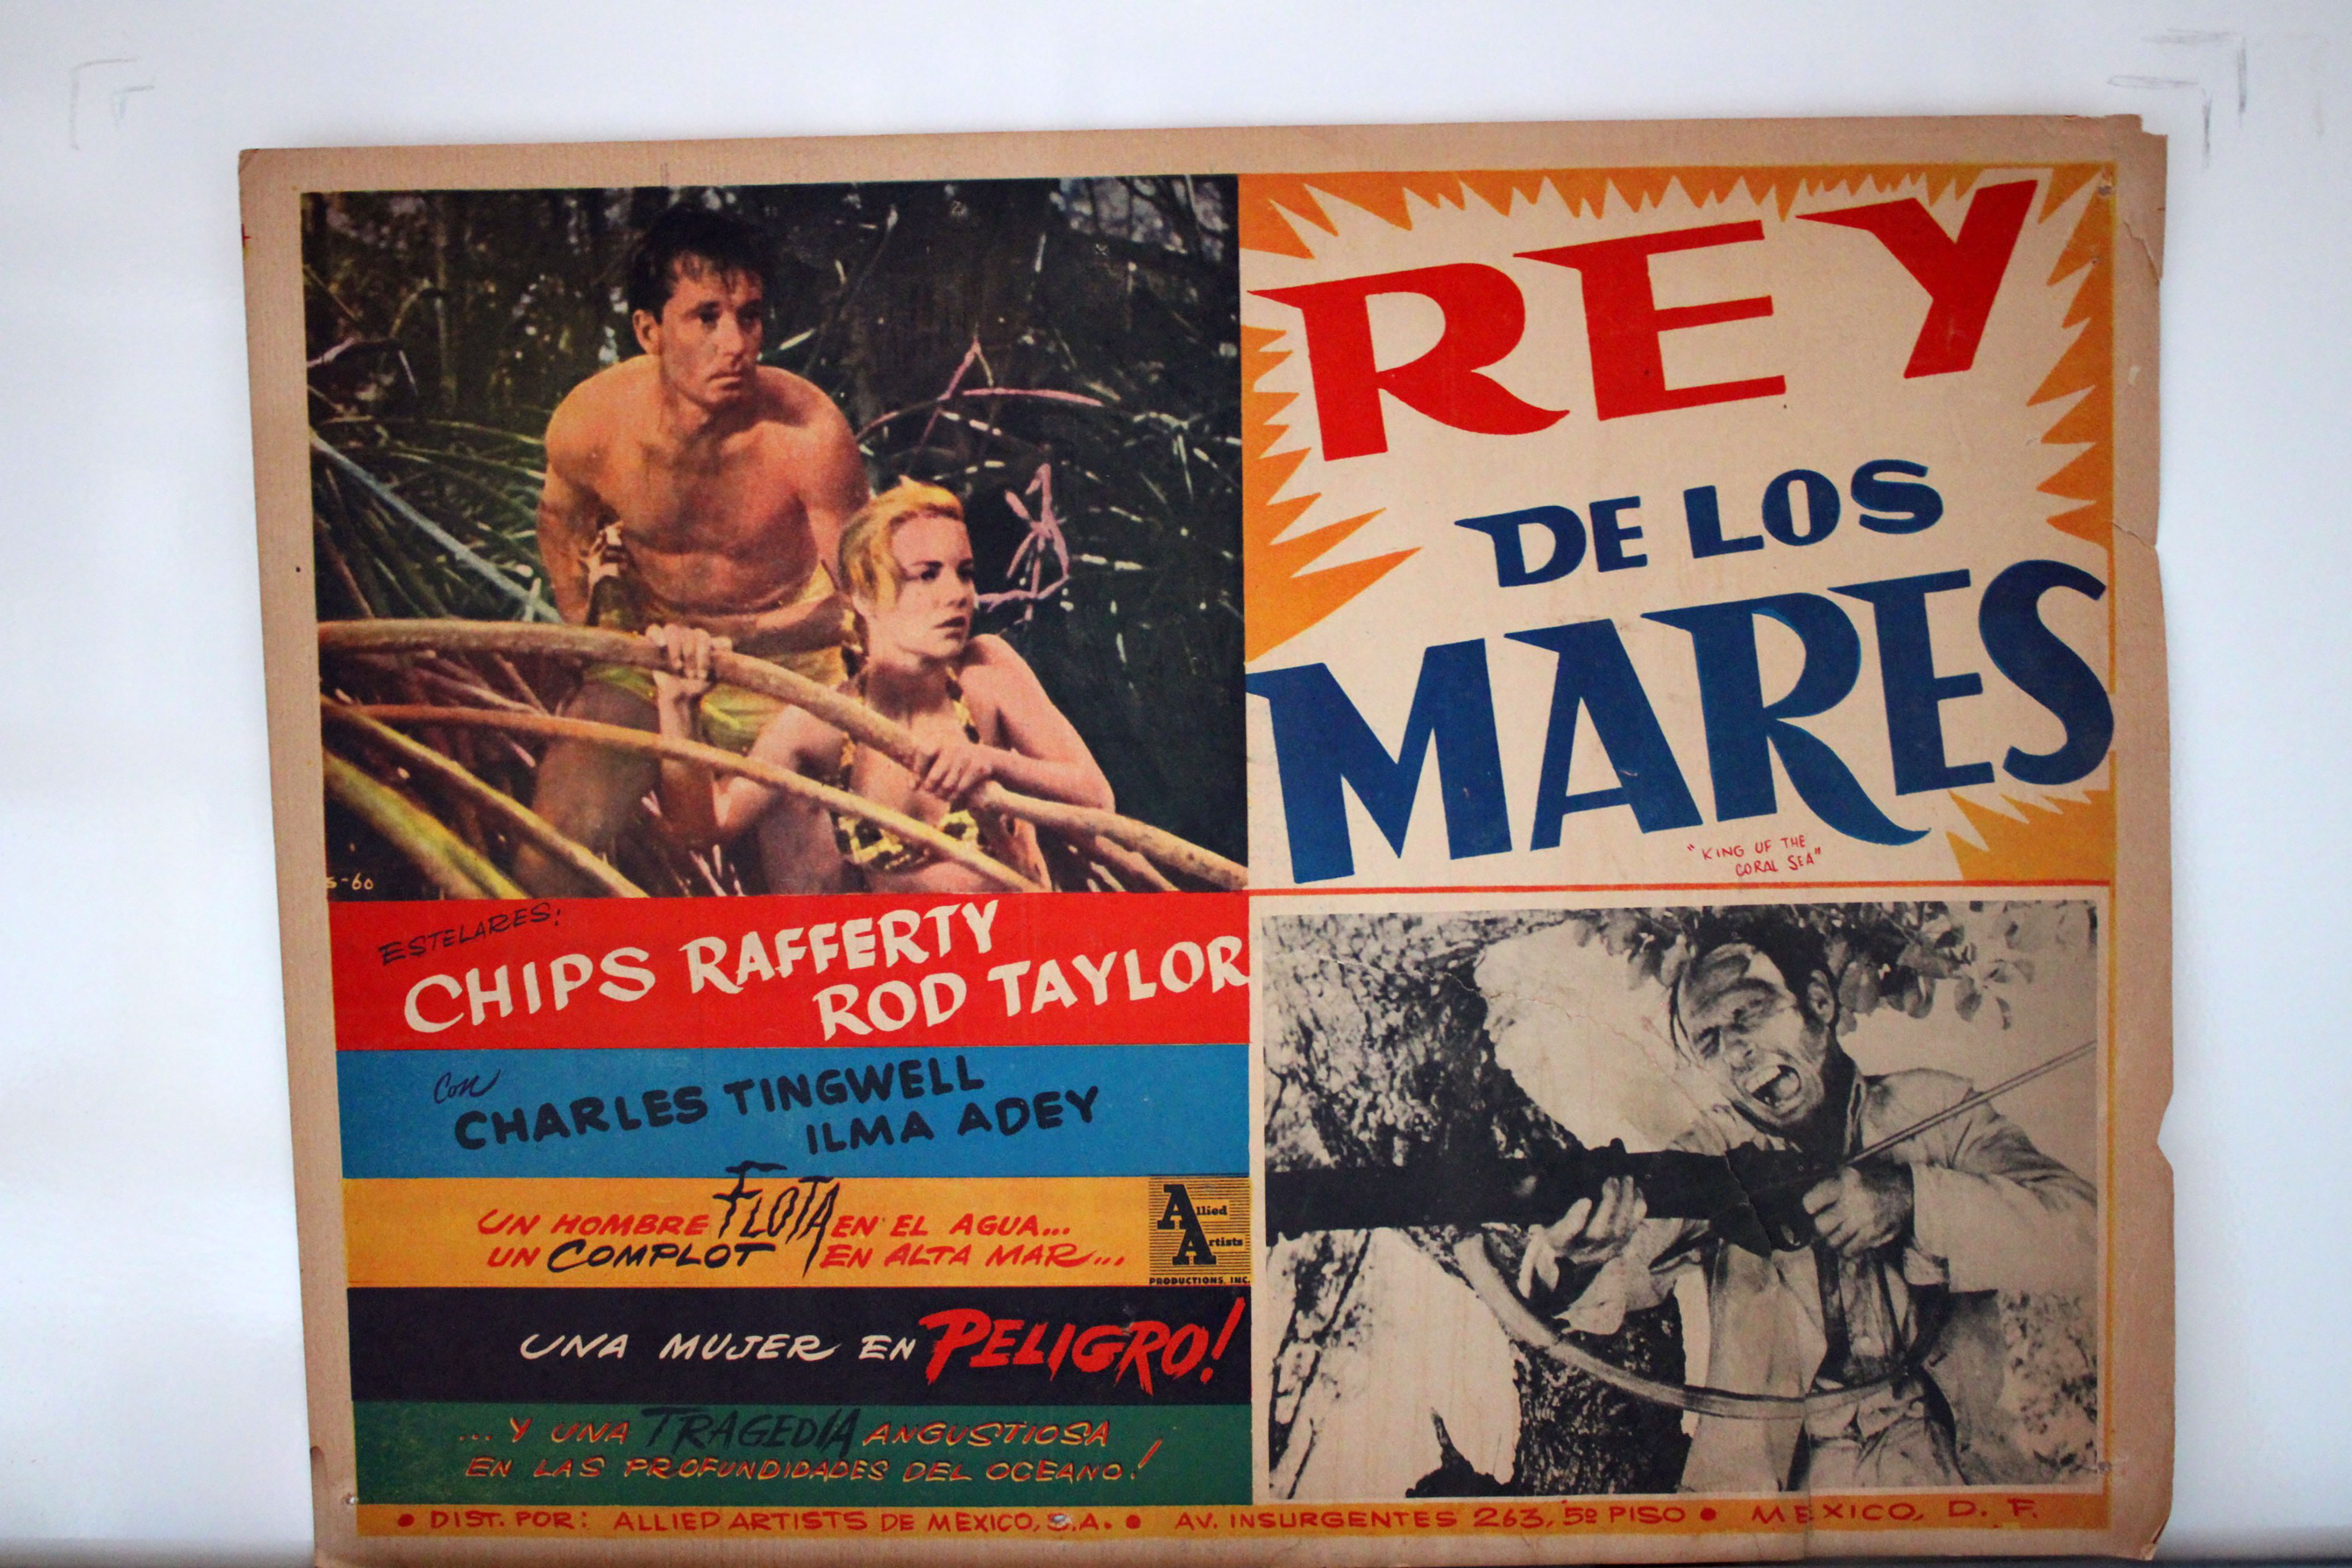 REY
DE LOS
MARES
"KING OF THE
CORAL SEA"
S-60
ESTELARES:
CHIPS RAFFERTY
ROD TAYLOR
Con
CHARLES TINGWELL
ILMA ADEY
UN HOMBRE FLOTA EN EL AGUA...
UN COMPLOT EN ALTA MAR...
Allied
Artists
PRODUCTIONS, INC.
UNA MUJER EN PELIGRO!
...Y UNA TRAGEDIA ANGUSTIOSA
EN LAS PROFUNDIDADES DEL OCEANO!
• DIST. POR: ALLIED ARTISTS DE MEXICO, S.A. • AV. INSURGENTES 263, 5º PISO • MEXICO, D. F.